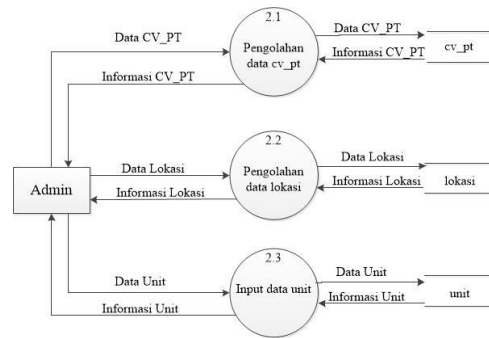 2.1
Pengolahan
data cv_pt
Data CV_PT
Informasi CV_PT
Data CV_PT
Informasi CV_PT
cv_pt
2.2
Pengolahan
data lokasi
Data Lokasi
Informasi Lokasi
Data Lokasi
Informasi Lokasi
lokasi
Admin
2.3
Input data unit
Data Unit
Informasi Unit
Data Unit
Informasi Unit
unit